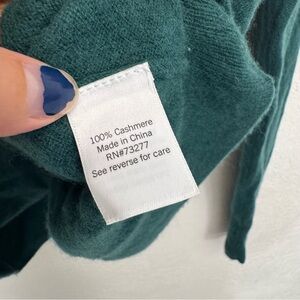 100% Cashmere
Made in China
RN#73277
See reverse for care